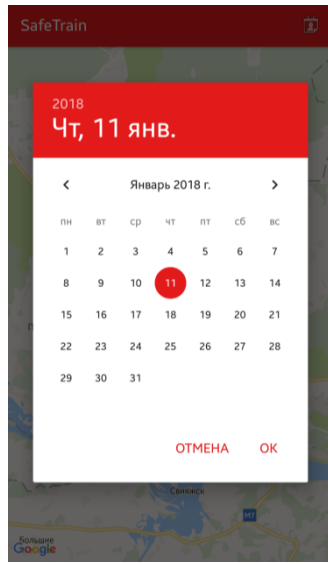 SafeTrain
2018
Чт, 11 янв.
Январь 2018 г.
пн вт ср чт пт сб вс
1 2 3 4 5 6 7
8 9 10 11 12 13 14
15 16 17 18 19 20 21
22 23 24 25 26 27 28
29 30 31
ОТМЕНА ОК
Свияжск
М7
большие
Google